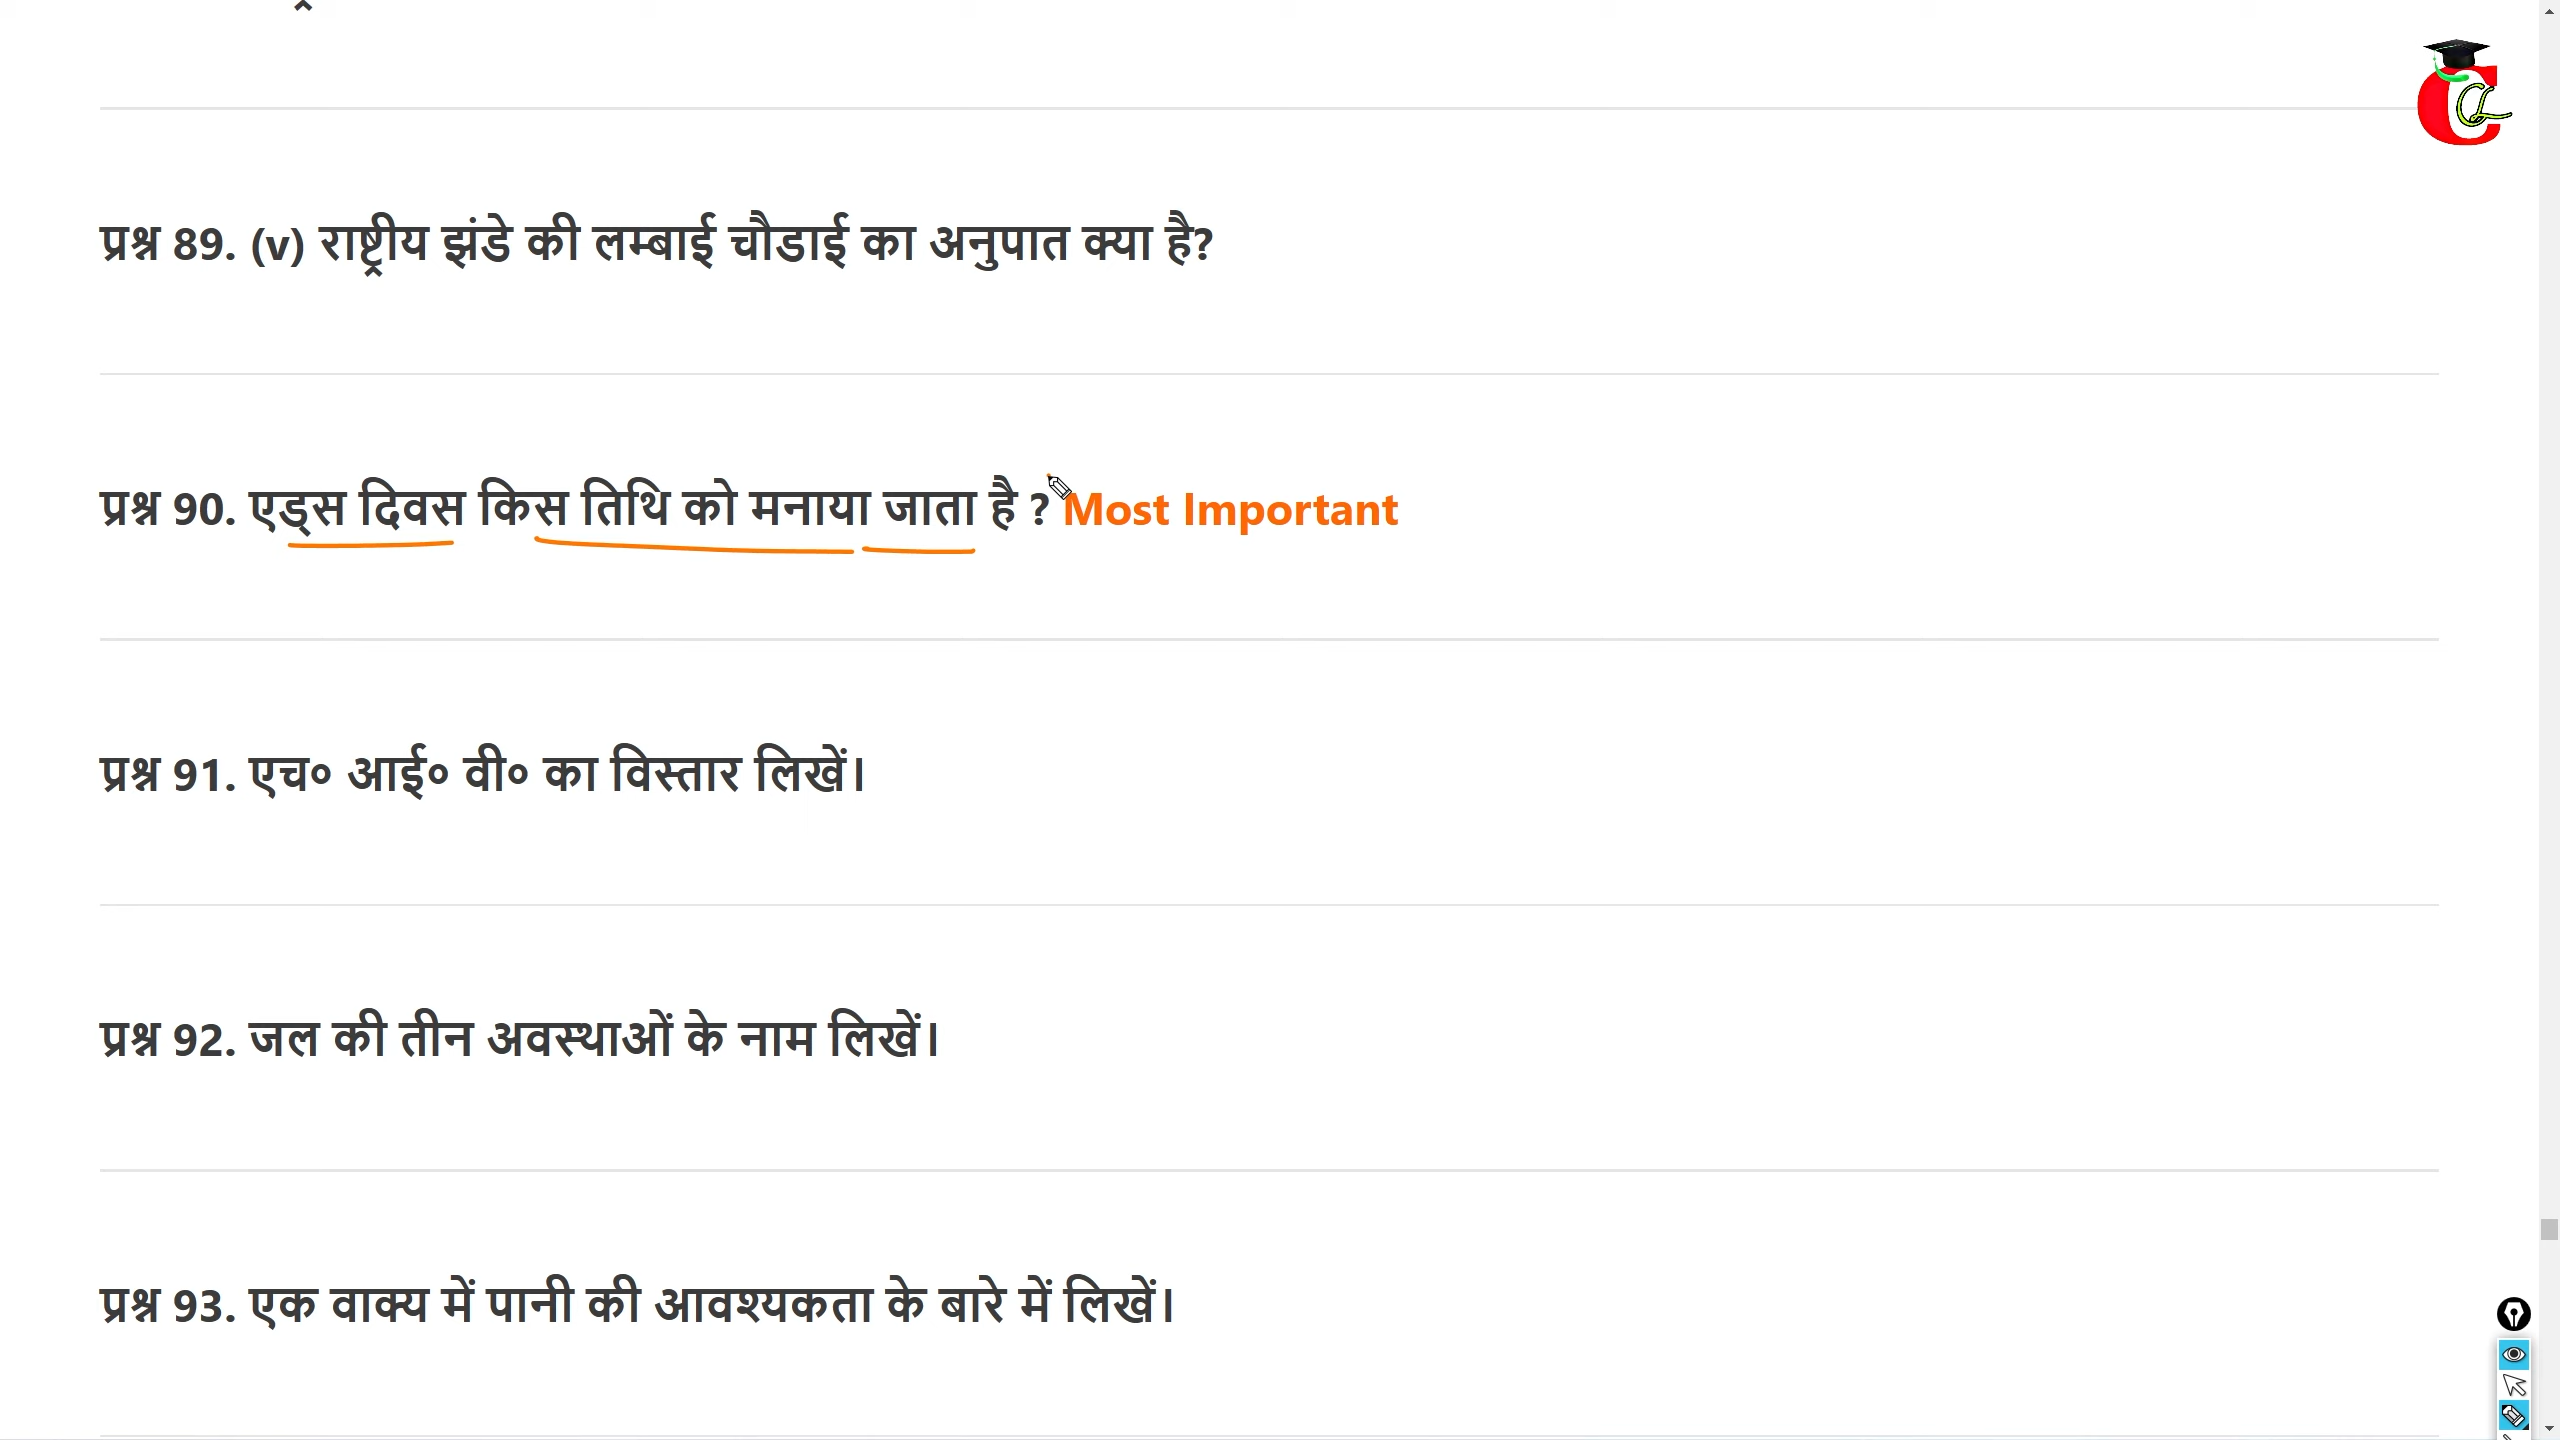 प्रश्न 89. (v) राष्ट्रीय झंडे की लम्बाई चौडाई का अनुपात क्या है?
प्रश्न 90. एड्स दिवस किस तिथि को मनाया जाता है ? Most Important
प्रश्न 91. एच० आई० वी० का विस्तार लिखें।
प्रश्न 92. जल की तीन अवस्थाओं के नाम लिखें।
प्रश्न 93. एक वाक्य में पानी की आवश्यकता के बारे में लिखें।